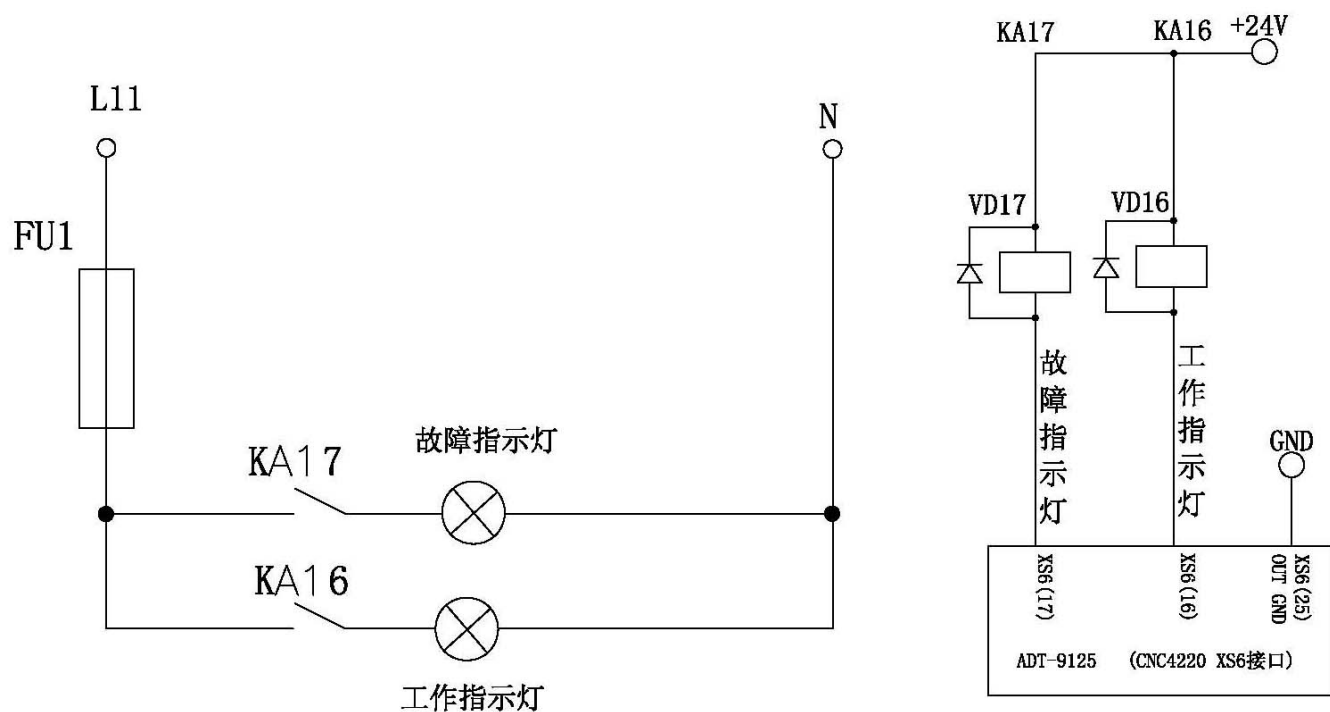 L11
N
FU1
KA17
故障指示灯
KA16
工作指示灯
KA17
KA16
+24V
VD17
VD16
故障指示灯
工作指示灯
GND
XS6(17)
XS6(16)
XS6(25)
OUT GND
ADT-9125 (CNC4220 XS6接口)